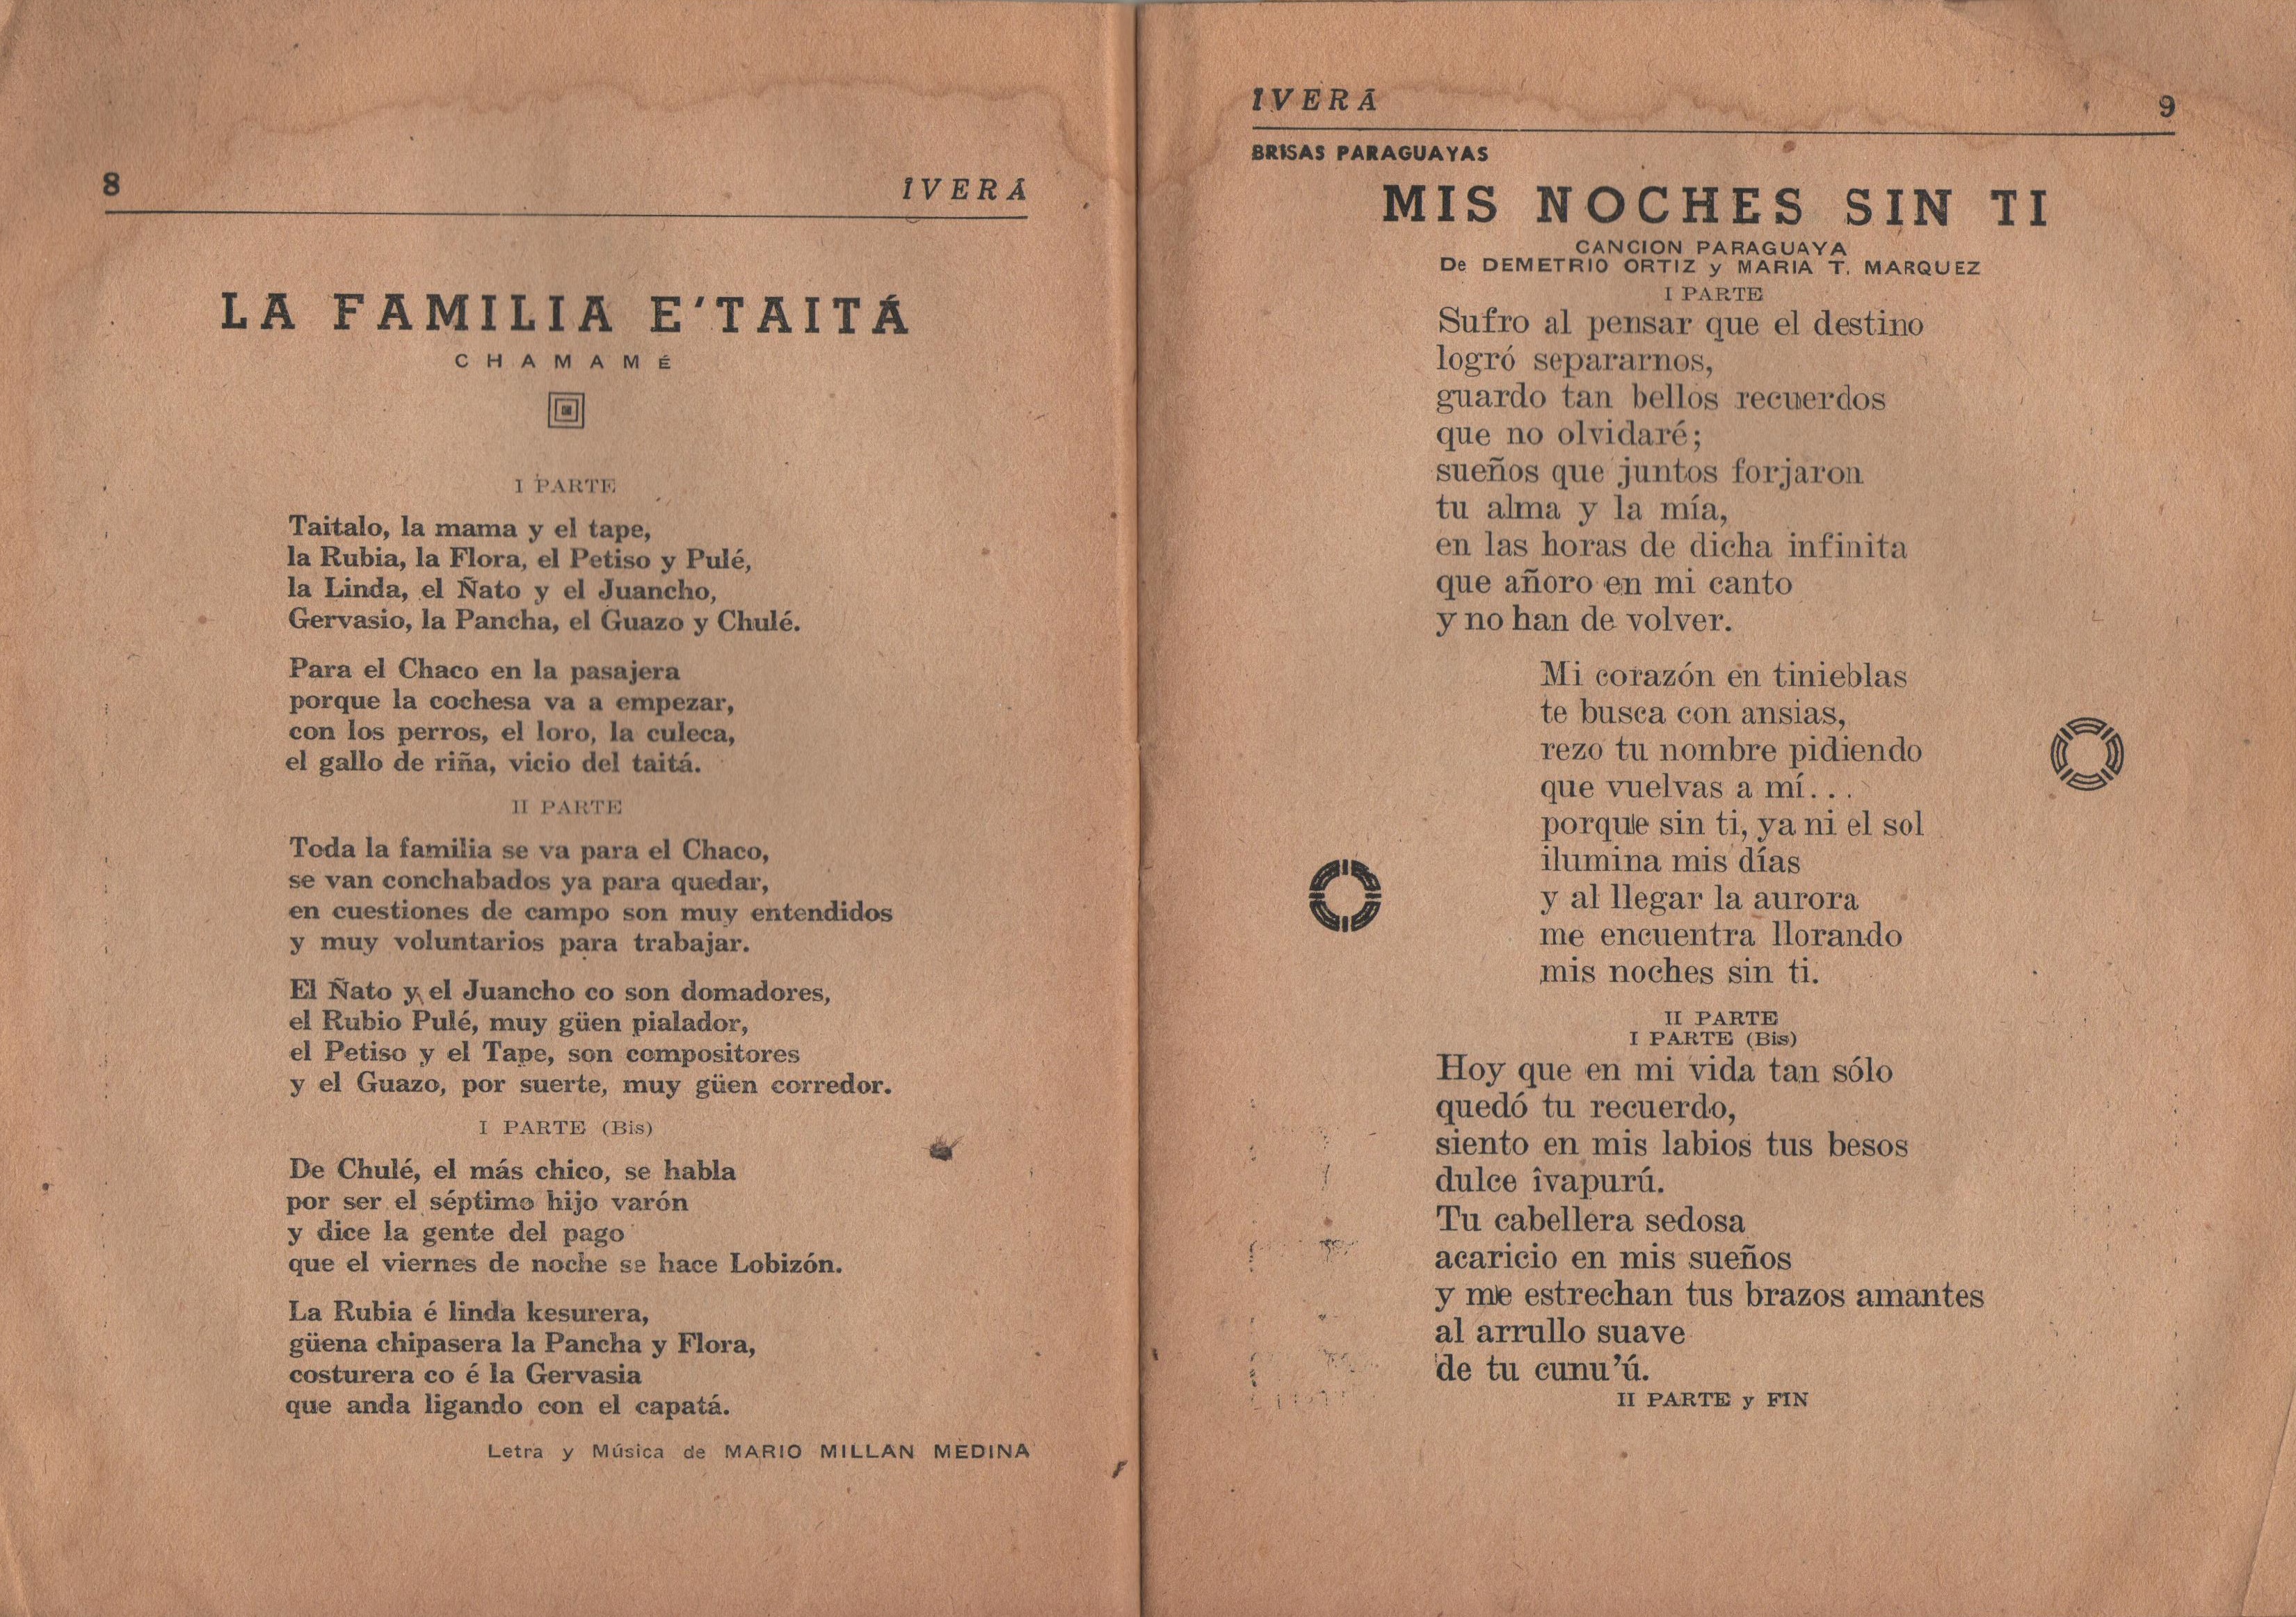 8
ÎVERÁ
LA FAMILIA E'TAITÁ
CHAMAMÉ
I PARTE
Taitalo, la mama y el tape,
la Rubia, la Flora, el Petiso y Pulé,
la Linda, el Ñato y el Juancho,
Gervasio, la Pancha, el Guazo y Chulé.
Para el Chaco en la pasajera
porque la cochesa va a empezar,
con los perros, el loro, la culeca,
el gallo de riña, vicio del taitá.
II PARTE
Toda la familia se va para el Chaco,
se van conchabados ya para quedar,
en cuestiones de campo son muy entendidos
y muy voluntarios para trabajar.
El Ñato y el Juancho co son domadores,
el Rubio Pulé, muy güen pialador,
el Petiso y el Tape, son compositores
y el Guazo, por suerte, muy güen corredor.
I PARTE (Bis)
De Chulé, el más chico, se habla
por ser el séptimo hijo varón
y dice la gente del pago
que el viernes de noche se hace Lobizón.
La Rubia é linda kesurera,
güena chipasera la Pancha y Flora,
costurera co é la Gervasia
que anda ligando con el capatá.
Letra y Música de MARIO MILLAN MEDINA
ÎVERÁ
9
BRISAS PARAGUAYAS
MIS NOCHES SIN TI
CANCION PARAGUAYA
De DEMETRIO ORTIZ y MARIA T. MARQUEZ
I PARTE
Sufro al pensar que el destino
logró separarnos,
guardo tan bellos recuerdos
que no olvidaré;
sueños que juntos forjaron
tu alma y la mía,
en las horas de dicha infinita
que añoro en mi canto
y no han de volver.
Mi corazón en tinieblas
te busca con ansias,
rezo tu nombre pidiendo
que vuelvas a mí...
porque sin ti, ya ni el sol
ilumina mis días
y al llegar la aurora
me encuentra llorando
mis noches sin ti.
II PARTE
I PARTE (Bis)
Hoy que en mi vida tan sólo
quedó tu recuerdo,
siento en mis labios tus besos
dulce îvapurú.
Tu cabellera sedosa
acaricio en mis sueños
y me estrechan tus brazos amantes
al arrullo suave
de tu cunu'ú.
II PARTE y FIN